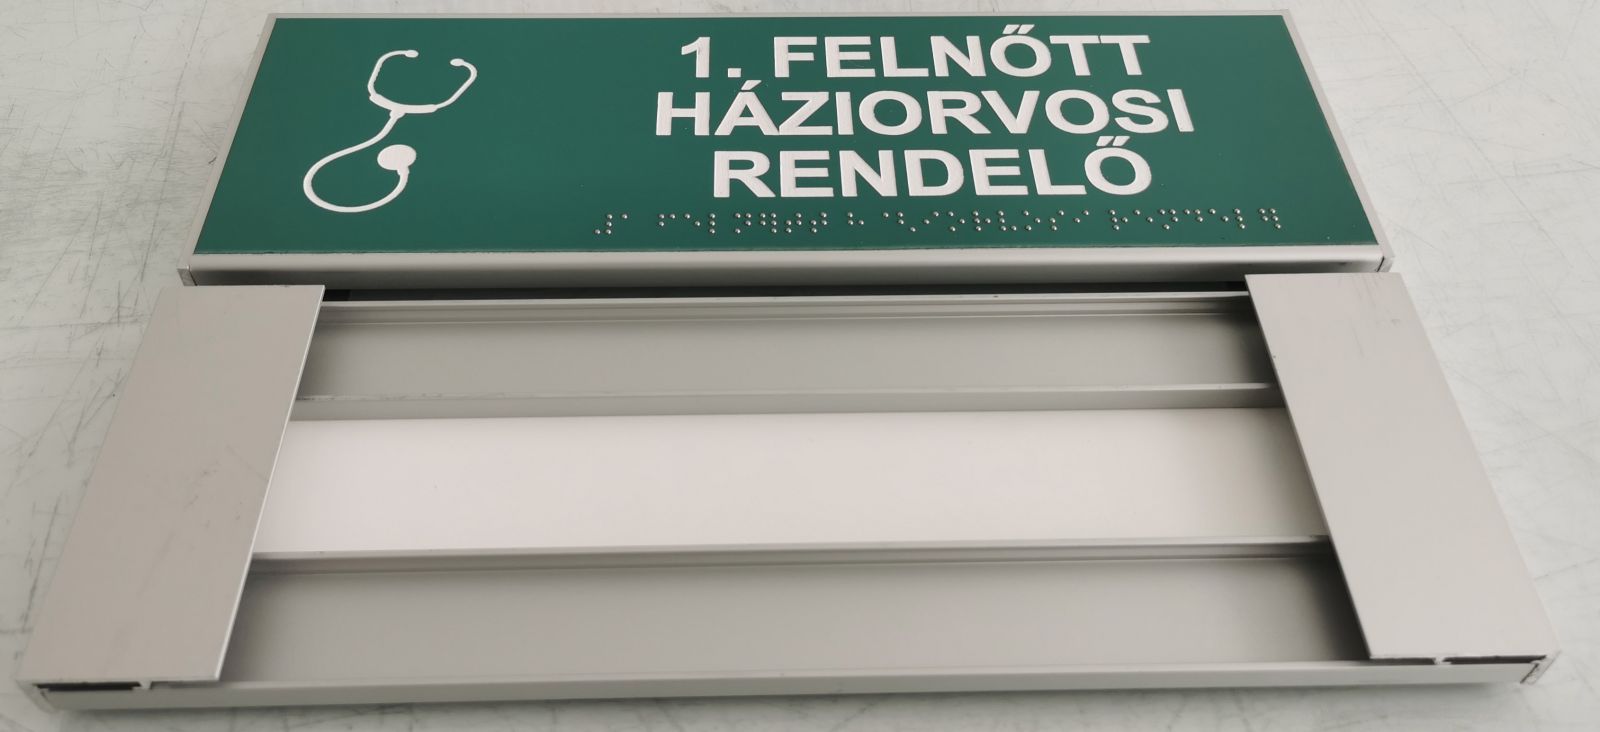 1. FELNŐTT
HÁZIORVOSI
RENDELŐ